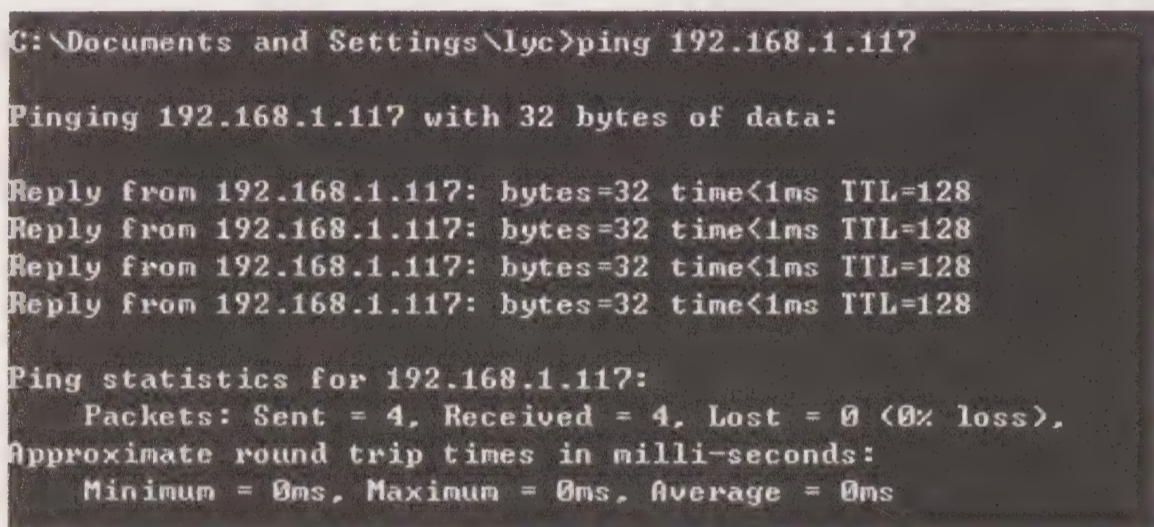 C:\Documents and Settings\lyc>ping 192.168.1.117
Pinging 192.168.1.117 with 32 bytes of data:
Reply from 192.168.1.117: bytes=32 time<1ms TTL=128
Reply from 192.168.1.117: bytes=32 time<1ms TTL=128
Reply from 192.168.1.117: bytes=32 time<1ms TTL=128
Reply from 192.168.1.117: bytes=32 time<1ms TTL=128
Ping statistics for 192.168.1.117:
Packets: Sent = 4, Received = 4, Lost = 0 (0% loss),
Approximate round trip times in milli-seconds:
Minimum = 0ms, Maximum = 0ms, Average = 0ms